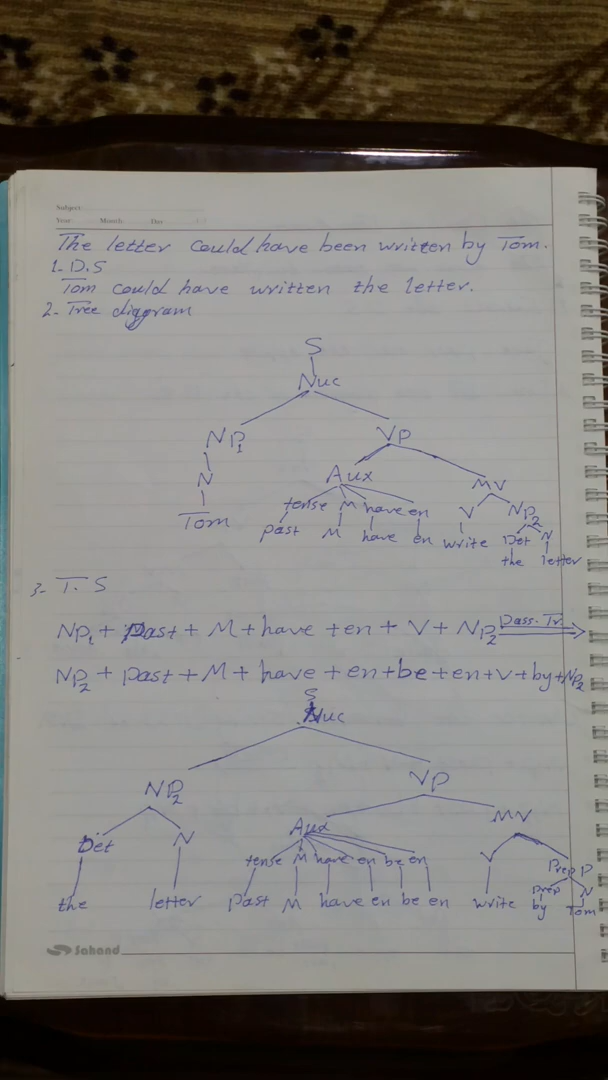 Subject:
Year: Month: Day:
The letter could have been written by Tom.
1- D.S
Tom could have written the letter.
2- Tree diagram
S
Nuc
NP1 VP
N Aux MV
Tom tense M have en V NP2
past M have en write Det N
the letter
3- T.S
NP1 + past + M + have + en + V + NP2 Pass. Tr. ⇒
NP2 + past + M + have + en + be + en + V + by + NP2
S
Nuc
NP2 VP
Det N Aux MV
tense M have en be en V Prep P
the letter past M have en be en write Prep N
by Tom
Sahand